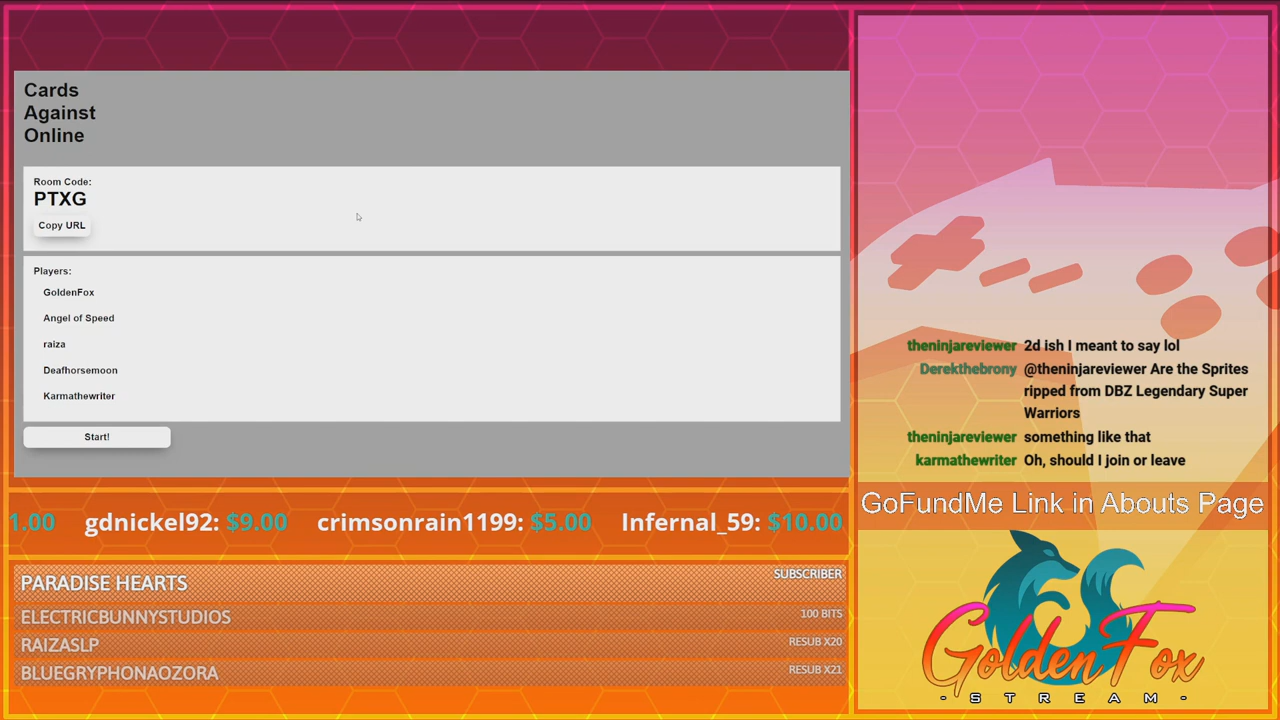 Cards
Against
Online
Room Code:
PTXG
Copy URL
Players:
GoldenFox
Angel of Speed
raiza
Deafhorsemoon
Karmathewriter
Start!
1.00 gdnickel92: $9.00 crimsonrain1199: $5.00 Infernal_59: $10.00
PARADISE HEARTS SUBSCRIBER
ELECTRICBUNNYSTUDIOS 100 BITS
RAIZASLP RESUB X20
BLUEGRYPHONAOZORA RESUB X21
theninjareviewer 2d ish I meant to say lol
Derekthebrony @theninjareviewer Are the Sprites
ripped from DBZ Legendary Super
Warriors
theninjareviewer something like that
karmathewriter Oh, should I join or leave
GoFundMe Link in Abouts Page
GoldenFox
- S T R E A M -